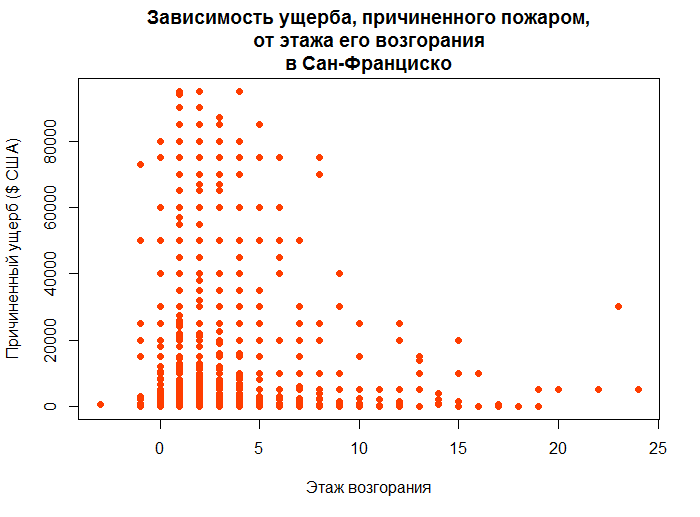 Зависимость ущерба, причиненного пожаром,
от этажа его возгорания
в Сан-Франциско
Причиненный ущерб ($ США)
80000
60000
40000
20000
0
0 5 10 15 20 25
Этаж возгорания